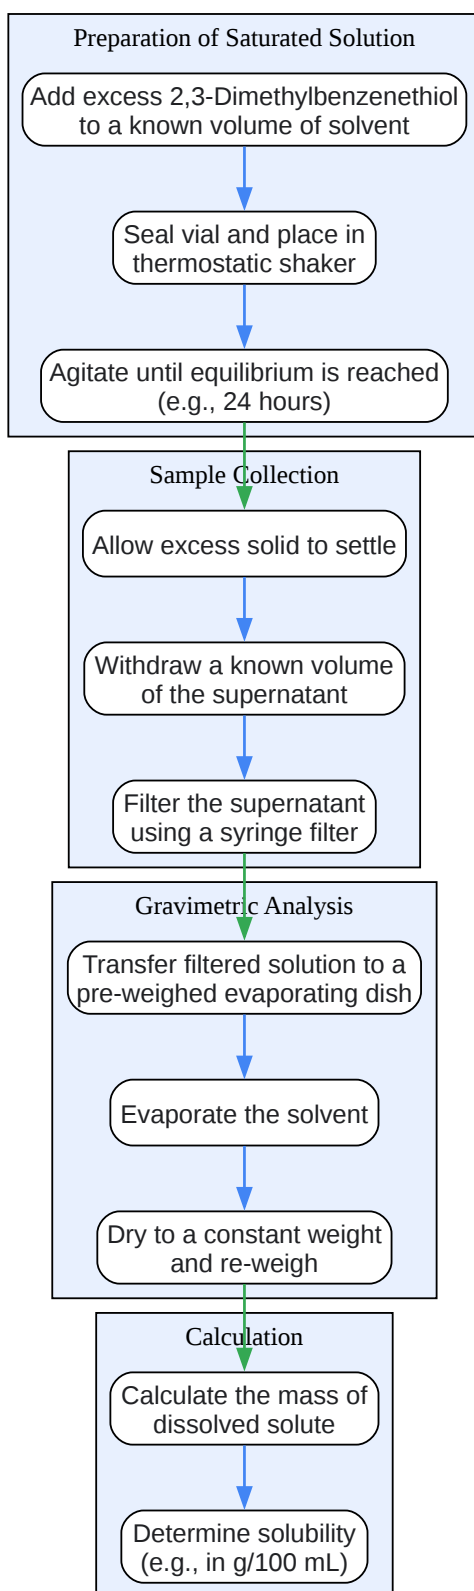 Preparation of Saturated Solution
Add excess 2,3-Dimethylbenzenethiol
to a known volume of solvent
Seal vial and place in
thermostatic shaker
Agitate until equilibrium is reached
(e.g., 24 hours)
Sample Collection
Allow excess solid to settle
Withdraw a known volume
of the supernatant
Filter the supernatant
using a syringe filter
Gravimetric Analysis
Transfer filtered solution to a
pre-weighed evaporating dish
Evaporate the solvent
Dry to a constant weight
and re-weigh
Calculation
Calculate the mass of
dissolved solute
Determine solubility
(e.g., in g/100 mL)